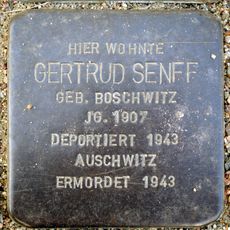 HIER WOHNTE
GERTRUD SENFF
GEB. BOSCHWITZ
JG. 1907
DEPORTIERT 1943
AUSCHWITZ
ERMORDET 1943